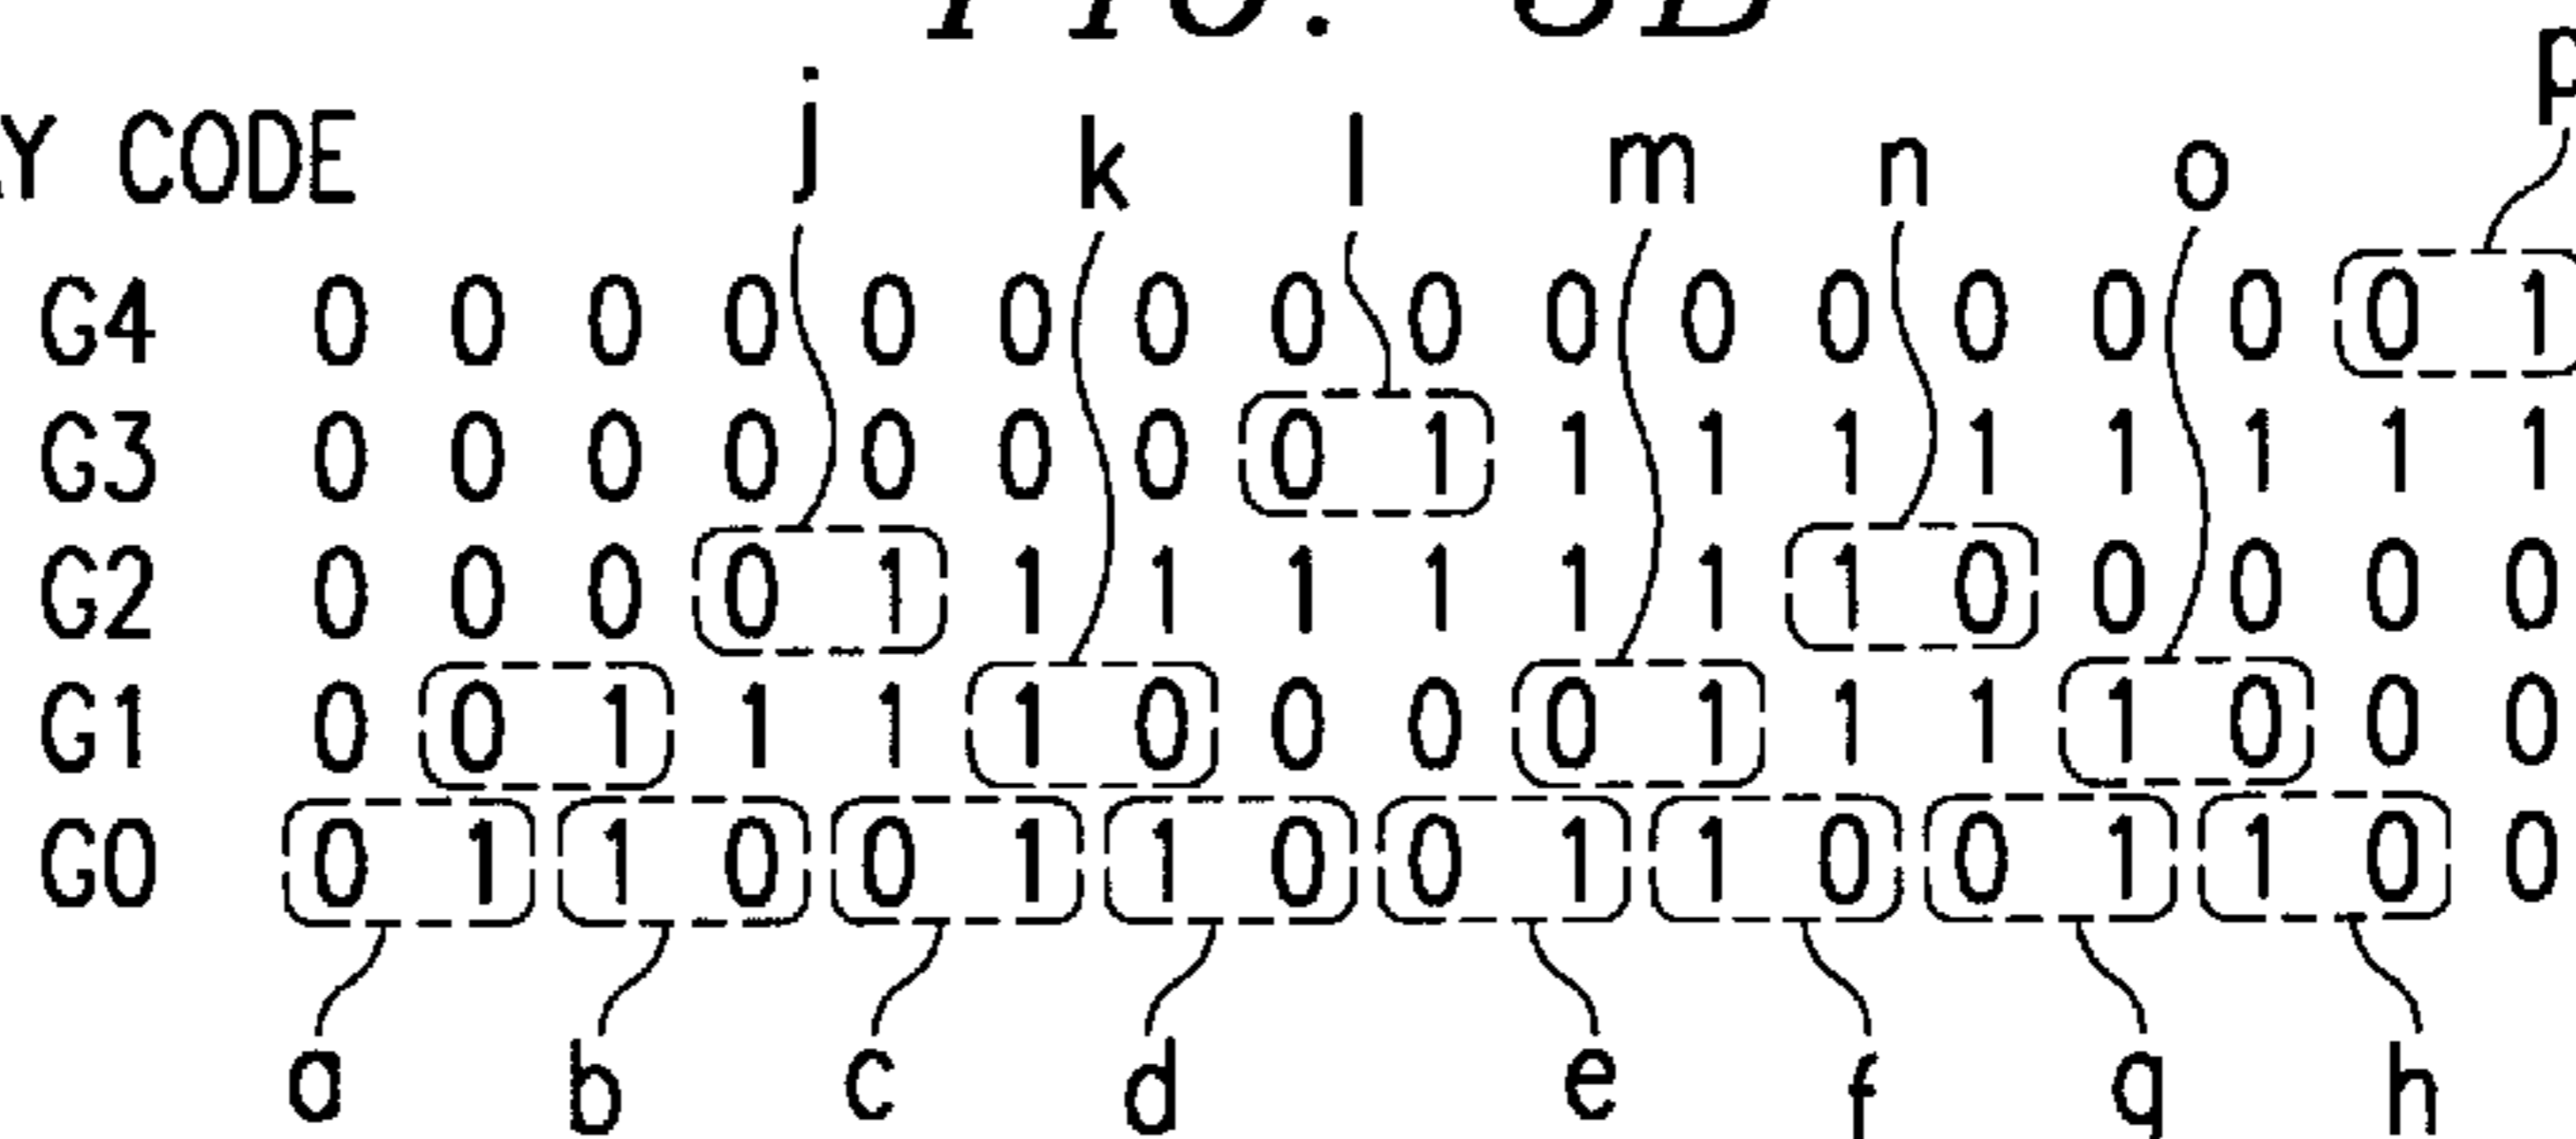 FIG. 8B
j k l m n o p
Y CODE
G4 0 0 0 0 0 0 0 0 0 0 0 0 0 0 0 0 1
G3 0 0 0 0 0 0 0 0 1 1 1 1 1 1 1 1 1
G2 0 0 0 0 1 1 1 1 1 1 1 1 0 0 0 0 0
G1 0 0 1 1 1 1 0 0 0 0 1 1 1 1 0 0 0
G0 0 1 1 0 0 1 1 0 0 1 1 0 0 1 1 0 0
a b c d e f g h